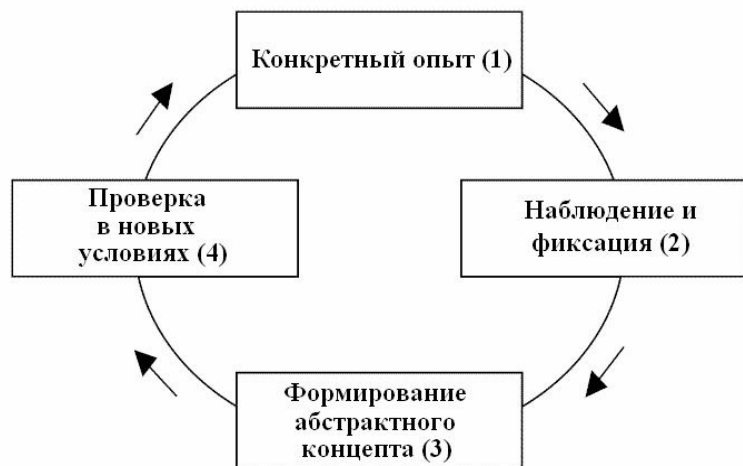 Конкретный опыт (1)
Наблюдение и
фиксация (2)
Формирование
абстрактного
концепта (3)
Проверка
в новых
условиях (4)